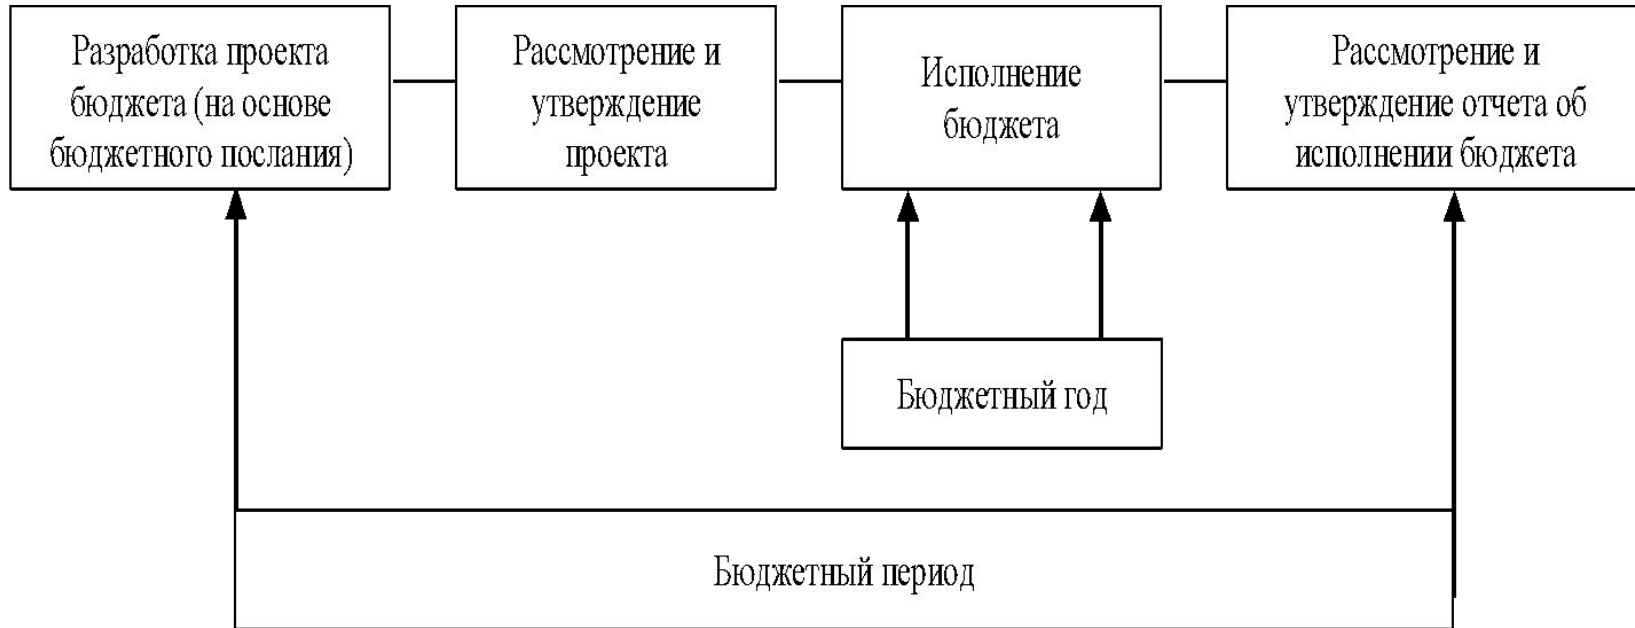 Разработка проекта
бюджета (на основе
бюджетного послания)
Рассмотрение и
утверждение
проекта
Исполнение
бюджета
Рассмотрение и
утверждение отчета об
исполнении бюджета
Бюджетный год
Бюджетный период